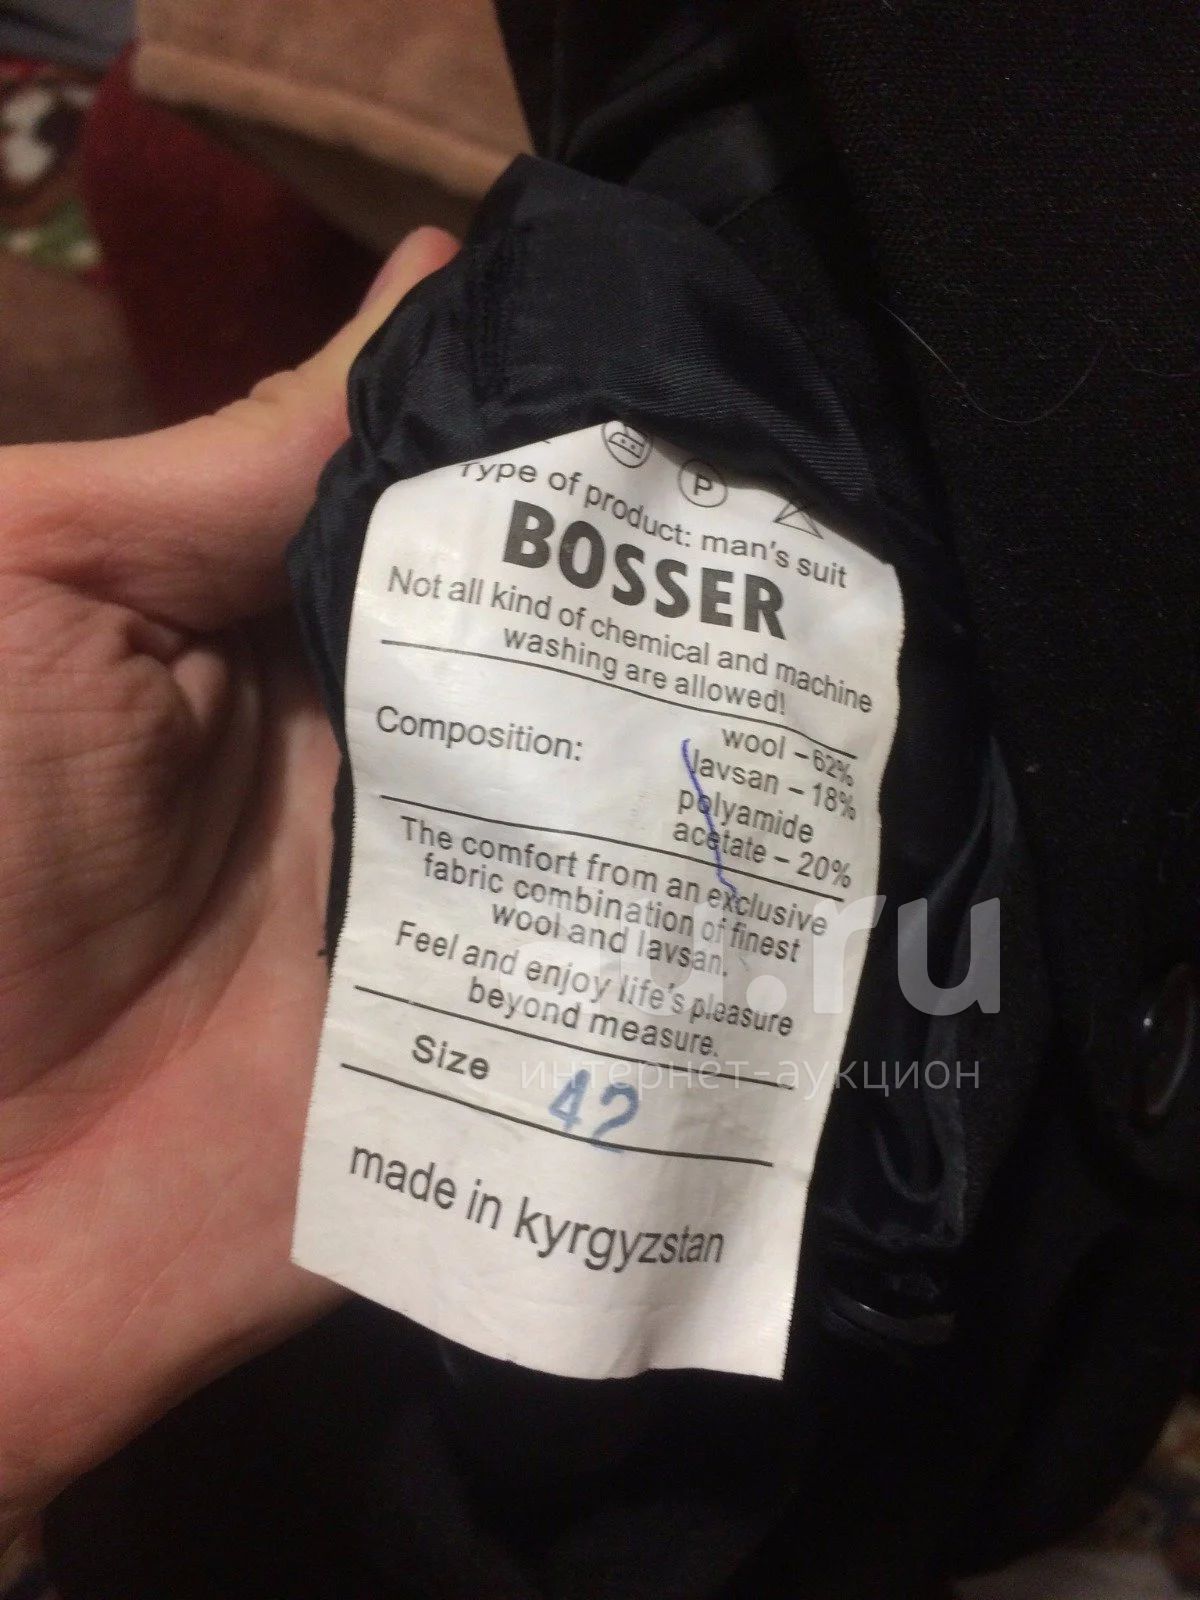 P
Type of product: man's suit
BOSSER
Not all kind of chemical and machine
washing are allowed!
Composition:
wool – 62%
lavsan – 18%
polyamide
acetate – 20%
The comfort from an exclusive
fabric combination of finest
wool and lavsan.
Feel and enjoy life's pleasure
beyond measure.
Size 42
made in kyrgyzstan
au.ru
интернет-аукцион